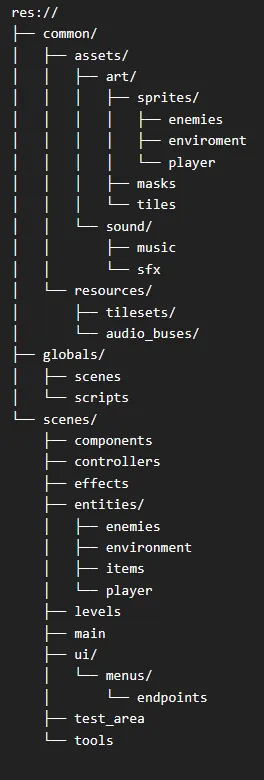 res://
├── common/
│   ├── assets/
│   │   ├── art/
│   │   │   ├── sprites/
│   │   │   │   ├── enemies
│   │   │   │   ├── enviroment
│   │   │   │   └── player
│   │   │   ├── masks
│   │   │   └── tiles
│   │   └── sound/
│   │       ├── music
│   │       └── sfx
│   └── resources/
│       ├── tilesets/
│       └── audio_buses/
├── globals/
│   ├── scenes
│   └── scripts
└── scenes/
    ├── components
    ├── controllers
    ├── effects
    ├── entities/
    │   ├── enemies
    │   ├── environment
    │   ├── items
    │   └── player
    ├── levels
    ├── main
    ├── ui/
    │   └── menus/
    │       └── endpoints
    ├── test_area
    └── tools